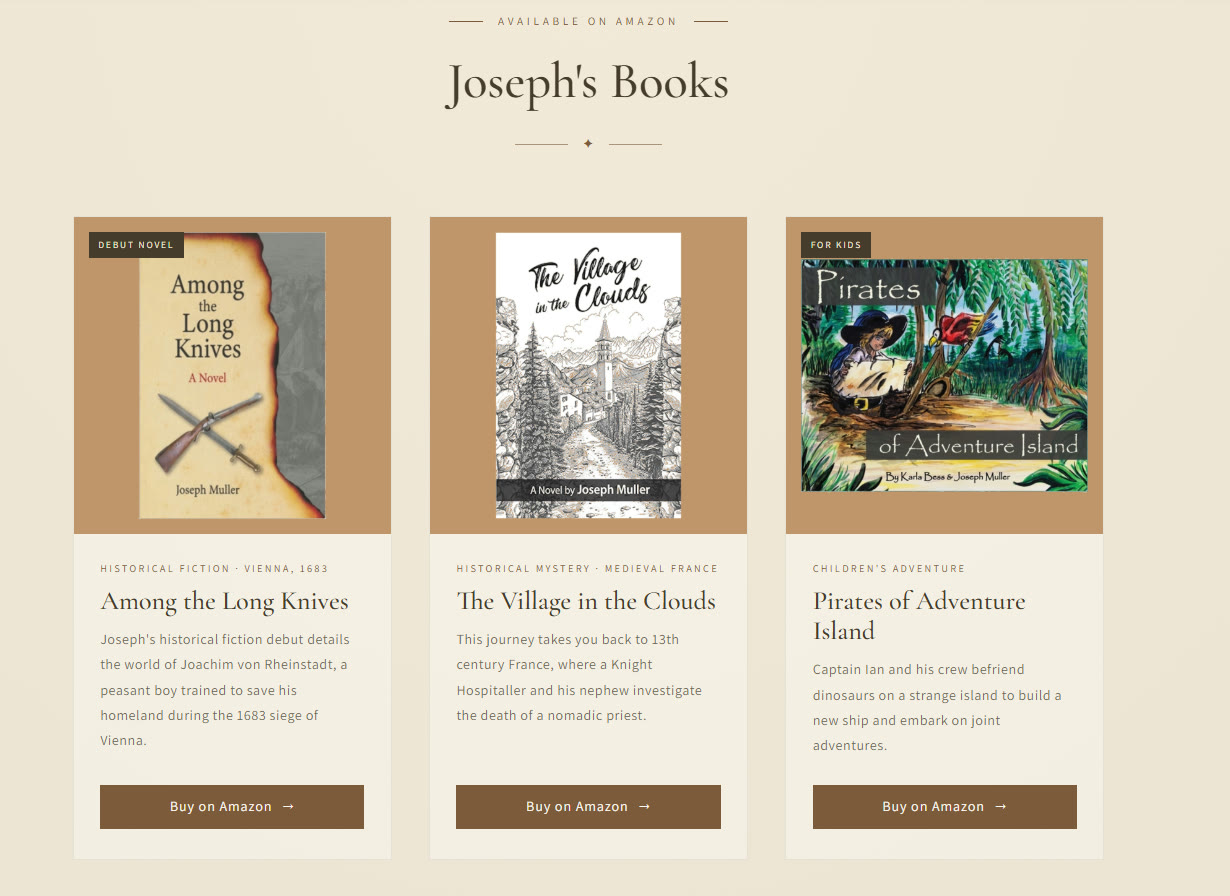 AVAILABLE ON AMAZON
Joseph's Books
DEBUT NOVEL
Among
the
Long
Knives
A Novel
Joseph Muller
HISTORICAL FICTION · VIENNA, 1683
Among the Long Knives
Joseph's historical fiction debut details
the world of Joachim von Rheinstadt, a
peasant boy trained to save his
homeland during the 1683 siege of
Vienna.
Buy on Amazon →
The Village
in the Clouds
A Novel by Joseph Muller
HISTORICAL MYSTERY · MEDIEVAL FRANCE
The Village in the Clouds
This journey takes you back to 13th
century France, where a Knight
Hospitaller and his nephew investigate
the death of a nomadic priest.
Buy on Amazon →
FOR KIDS
Pirates
of Adventure Island
By Karla Bess & Joseph Muller
CHILDREN'S ADVENTURE
Pirates of Adventure
Island
Captain Ian and his crew befriend
dinosaurs on a strange island to build a
new ship and embark on joint
adventures.
Buy on Amazon →